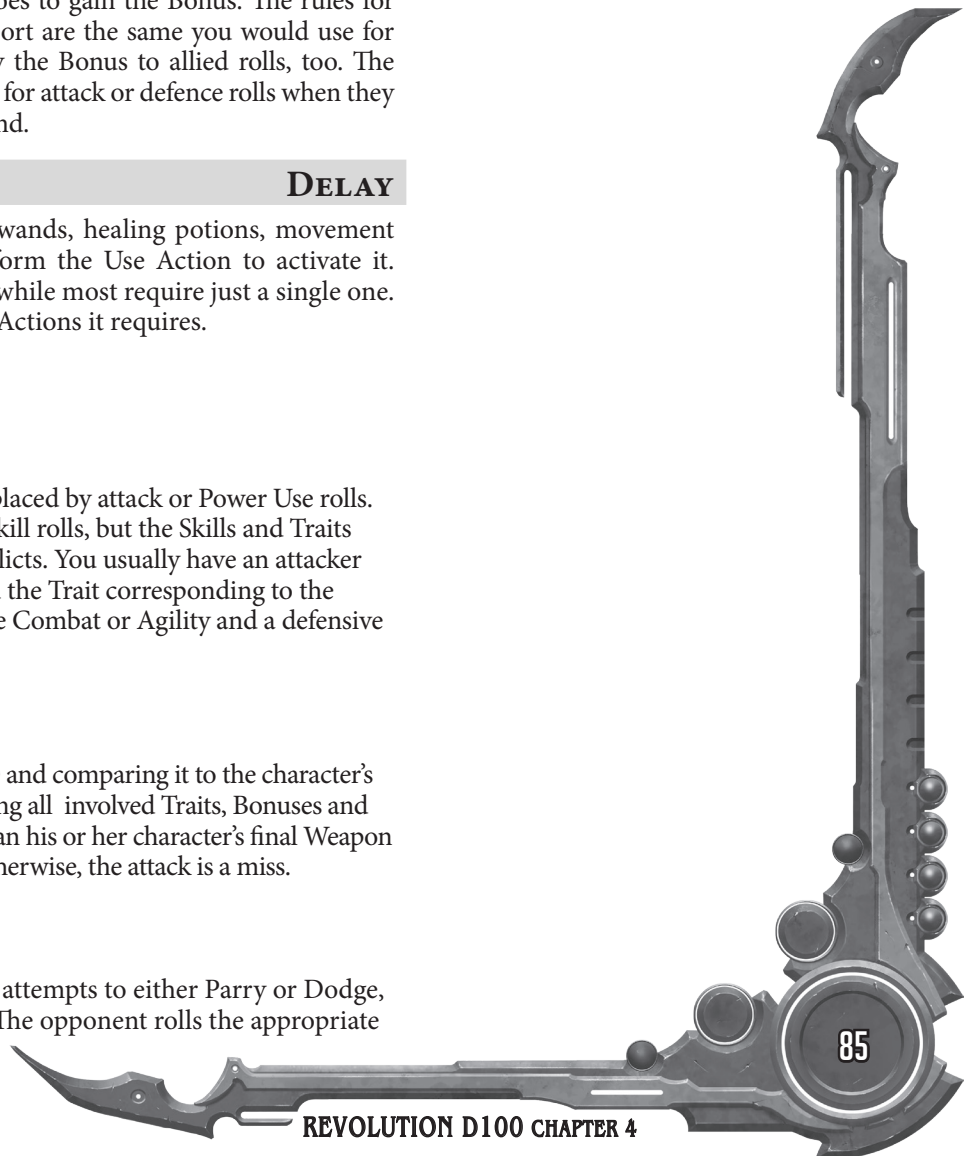 to gain the Bonus. The rules for
ort are the same you would use for
the Bonus to allied rolls, too. The
for attack or defence rolls when they
nd.
DELAY
wands, healing potions, movement
form the Use Action to activate it.
while most require just a single one.
Actions it requires.
placed by attack or Power Use rolls.
kill rolls, but the Skills and Traits
licts. You usually have an attacker
the Trait corresponding to the
e Combat or Agility and a defensive
and comparing it to the character's
ng all involved Traits, Bonuses and
an his or her character's final Weapon
herwise, the attack is a miss.
attempts to either Parry or Dodge,
The opponent rolls the appropriate
85
REVOLUTION D100 CHAPTER 4